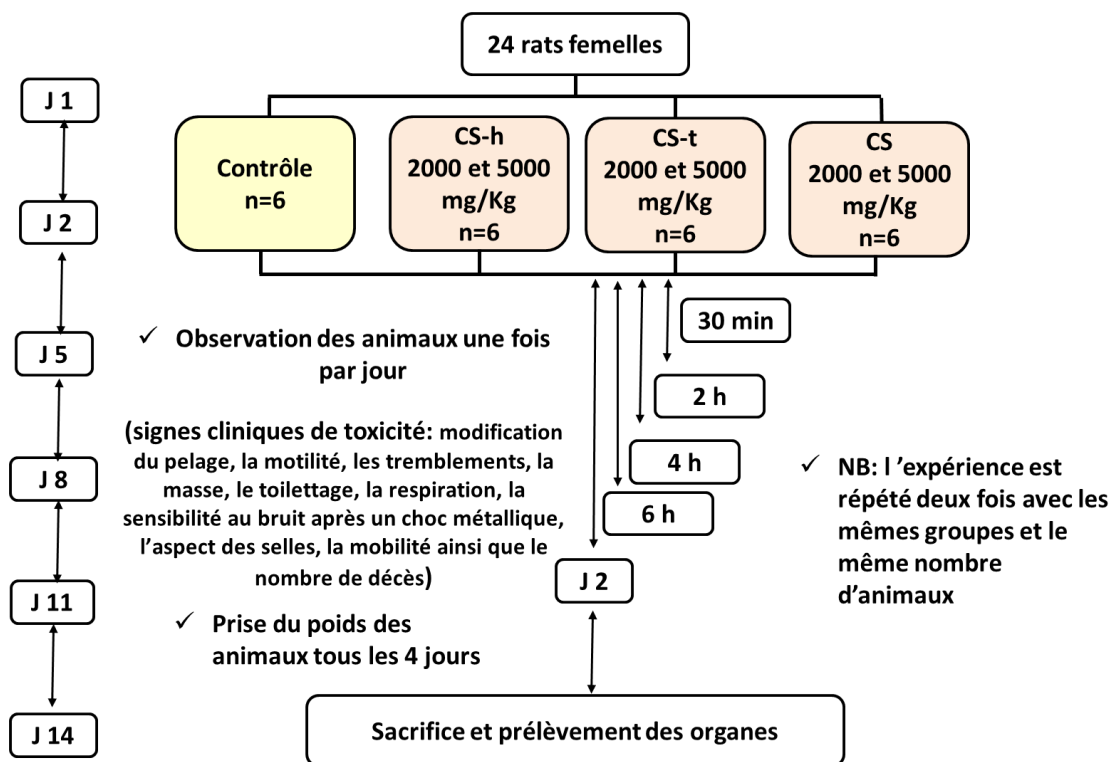 24 rats femelles
J 1
J 2
J 5
J 8
J 11
J 14
Contrôle
n=6
CS-h
2000 et 5000
mg/Kg
n=6
CS-t
2000 et 5000
mg/Kg
n=6
CS
2000 et 5000
mg/Kg
n=6
30 min
2 h
4 h
6 h
J 2
✓ Observation des animaux une fois
par jour
(signes cliniques de toxicité: modification
du pelage, la motilité, les tremblements, la
masse, le toilettage, la respiration, la
sensibilité au bruit après un choc métallique,
l'aspect des selles, la mobilité ainsi que le
nombre de décès)
✓ Prise du poids des
animaux tous les 4 jours
✓ NB: l 'expérience est
répété deux fois avec les
mêmes groupes et le
même nombre
d'animaux
Sacrifice et prélèvement des organes